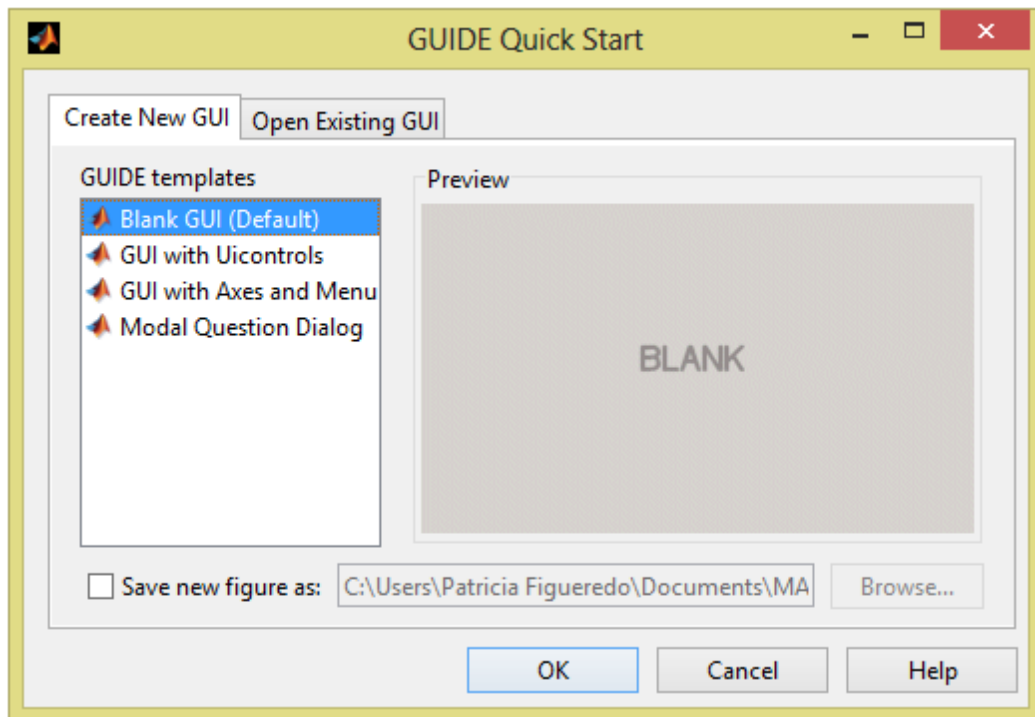 GUIDE Quick Start
Create New GUI
Open Existing GUI
GUIDE templates
Preview
Blank GUI (Default)
GUI with Uicontrols
GUI with Axes and Menu
Modal Question Dialog
BLANK
Save new figure as:
C:\Users\Patricia Figueredo\Documents\MA
Browse...
OK
Cancel
Help